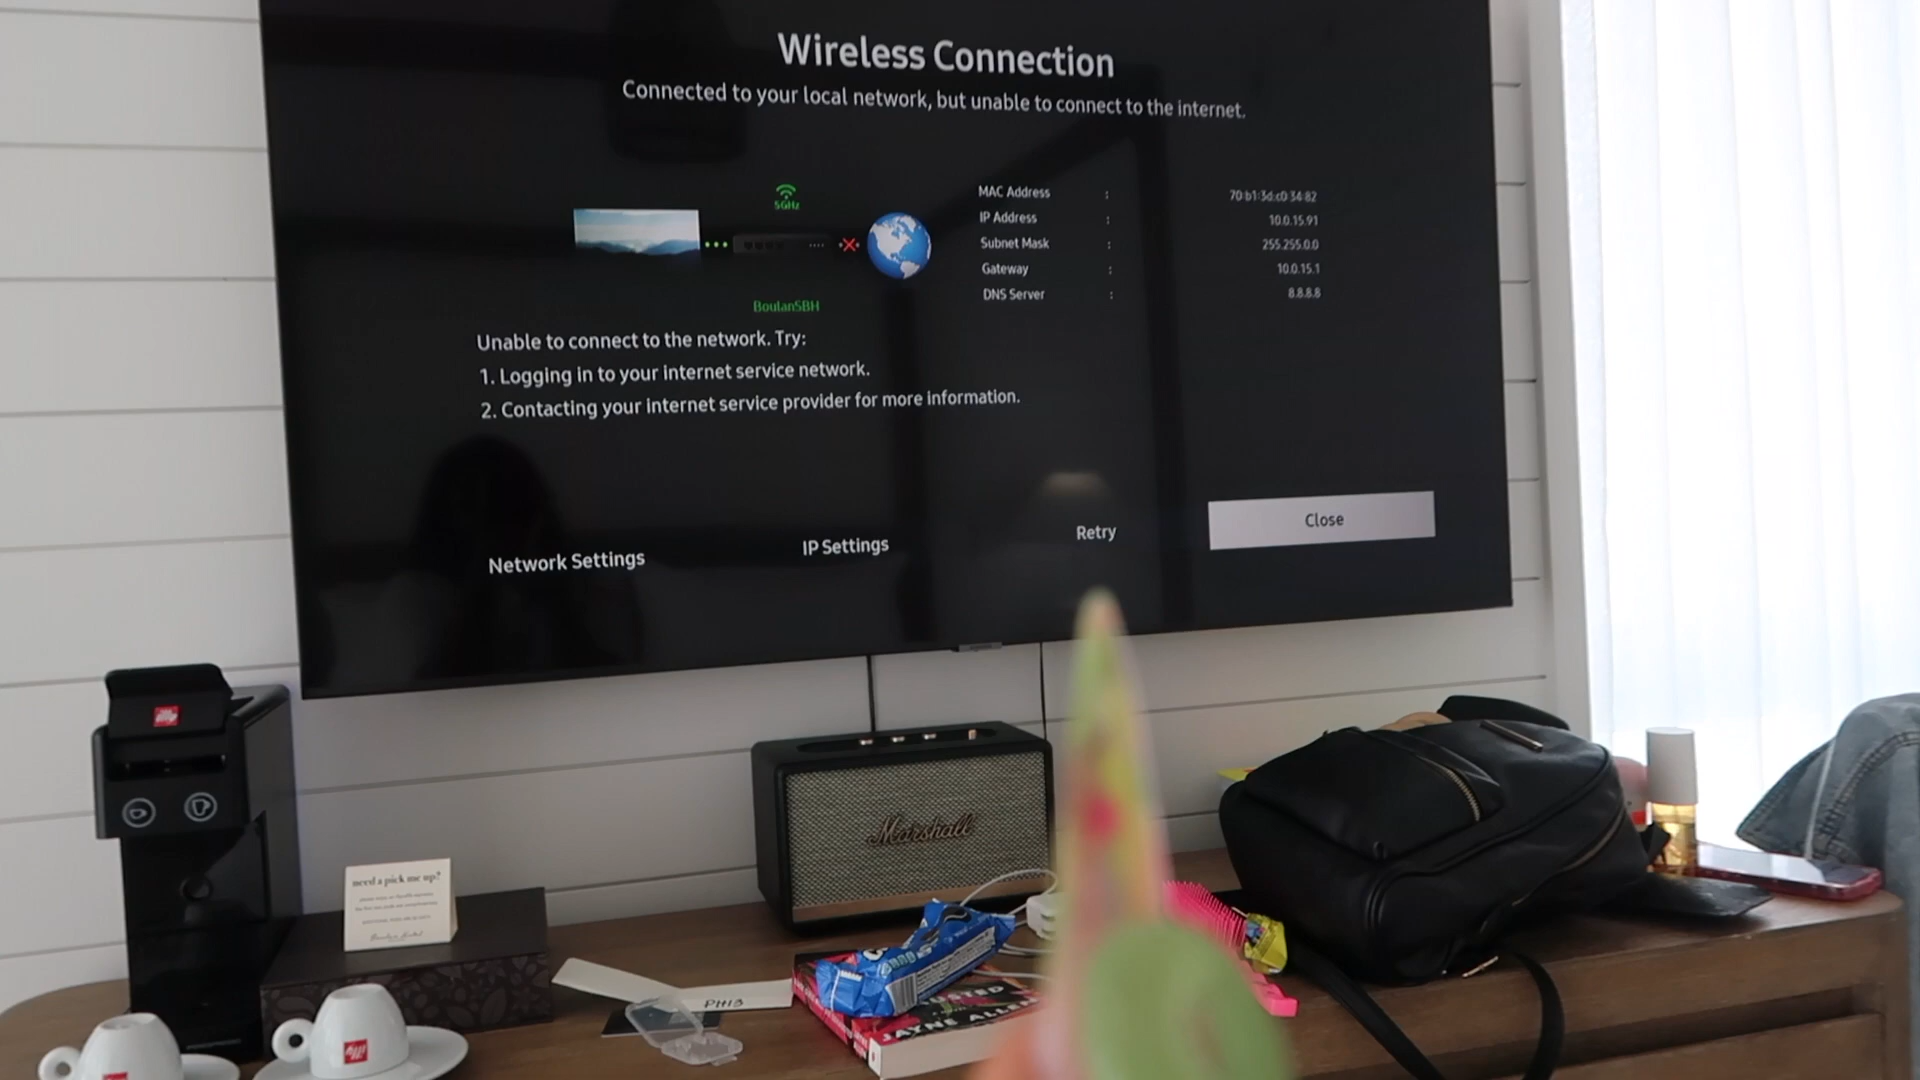 Wireless Connection
Connected to your local network, but unable to connect to the internet.
5GHz
BoulanSBH
MAC Address : 70:b1:3d:c0:34:82
IP Address : 10.0.15.91
Subnet Mask : 255.255.0.0
Gateway : 10.0.15.1
DNS Server : 8.8.8.8
Unable to connect to the network. Try:
1. Logging in to your internet service network.
2. Contacting your internet service provider for more information.
Network Settings
IP Settings
Retry
Close
illy
Marshall
need a pick me up?
PH13
JAYNE ALLEN
illy